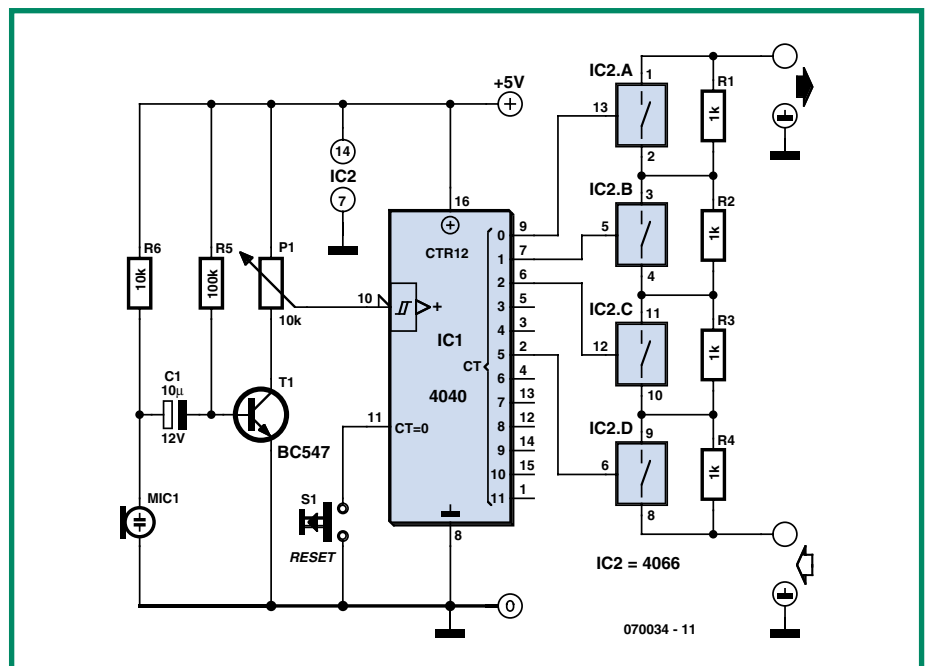 +5V
14
IC2
7
R6
10k
R5
100k
P1
10k
C1
10μ
12V
T1
BC547
MIC1
S1
RESET
16
CTR12
10
+
IC1
4040
11
CT=0
8
CT
0 9
1 7
2 6
3 5
4 3
5 2
6 4
7 13
8 12
9 14
10 15
11 1
0
IC2.A
1
13
2
R1
1k
IC2.B
3
5
4
R2
1k
IC2.C
11
12
10
R3
1k
IC2.D
9
6
8
R4
1k
IC2 = 4066
070034 - 11